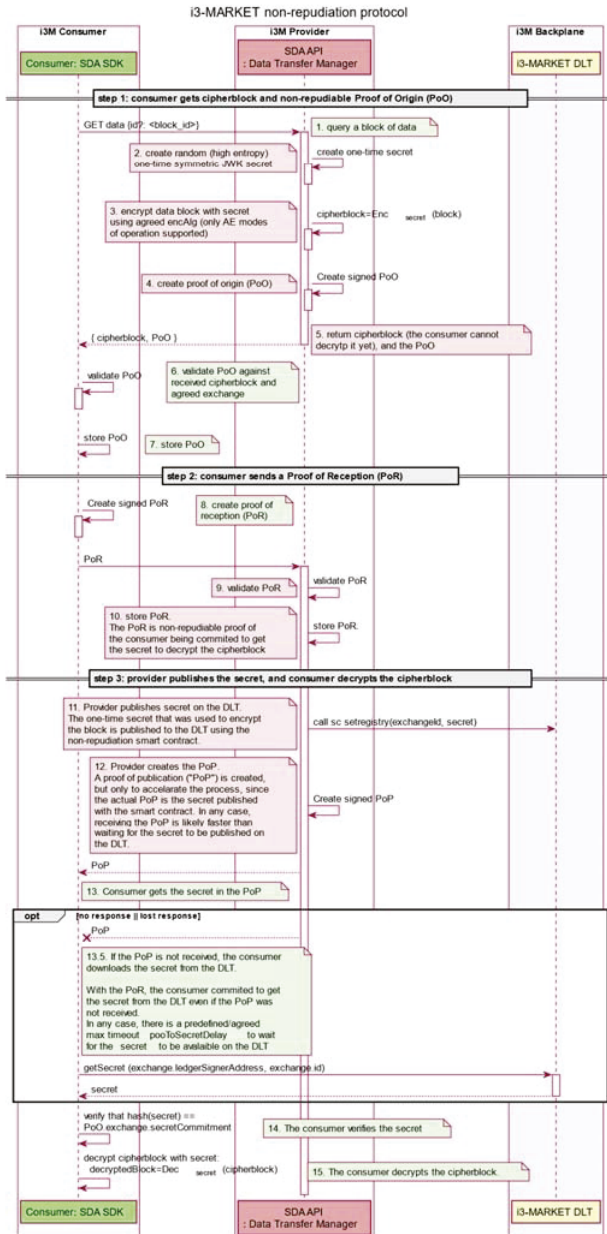 i3-MARKET non-repudiation protocol
i3M Consumer
i3M Provider
i3M Backplane
Consumer: SDA SDK
SDA API
: Data Transfer Manager
i3-MARKET DLT
step 1: consumer gets cipherblock and non-repudiable Proof of Origin (PoO)
GET data {id?: <block_id>}
1. query a block of data
2. create random (high entropy)
one-time symmetric JWK secret
create one-time secret
3. encrypt data block with secret
using agreed encAlg (only AE modes
of operation supported)
cipherblock=Enc secret (block)
4. create proof of origin (PoO)
Create signed PoO
5. return cipherblock (the consumer cannot
decrytp it yet), and the PoO
{ cipherblock, PoO }
validate PoO
6. validate PoO against
received cipherblock and
agreed exchange
store PoO
7. store PoO
step 2: consumer sends a Proof of Reception (PoR)
Create signed PoR
8. create proof of
reception (PoR)
PoR
9. validate PoR
validate PoR
10. store PoR.
The PoR is non-repudiable proof of
the consumer being commited to get
the secret to decrypt the cipherblock
store PoR.
step 3: provider publishes the secret, and consumer decrypts the cipherblock
11. Provider publishes secret on the DLT.
The one-time secret that was used to encrypt
the block is published to the DLT using the
non-repudiation smart contract.
call sc setregistry(exchangeId, secret)
12. Provider creates the PoP.
A proof of publication ("PoP") is created,
but only to accelarate the process, since
the actual PoP is the secret published
with the smart contract. In any case,
receiving the PoP is likely faster than
waiting for the secret to be published on
the DLT.
Create signed PoP
PoP
13. Consumer gets the secret in the PoP
opt
[no response || lost response]
PoP
13.5. If the PoP is not received, the consumer
downloads the secret from the DLT.
With the PoR, the consumer commited to get
the secret from the DLT even if the PoP was
not received.
In any case, there is a predefined/agreed
max timeout pooToSecretDelay to wait
for the secret to be avalaible on the DLT
getSecret (exchange.ledgerSignerAddress, exchange.id)
secret
verify that hash(secret) ==
PoO.exchange.secretCommitment
14. The consumer verifies the secret
decrypt cipherblock with secret:
decryptedBlock=Dec secret (cipherblock)
15. The consumer decrypts the cipherblock.
Consumer: SDA SDK
SDA API
: Data Transfer Manager
i3-MARKET DLT